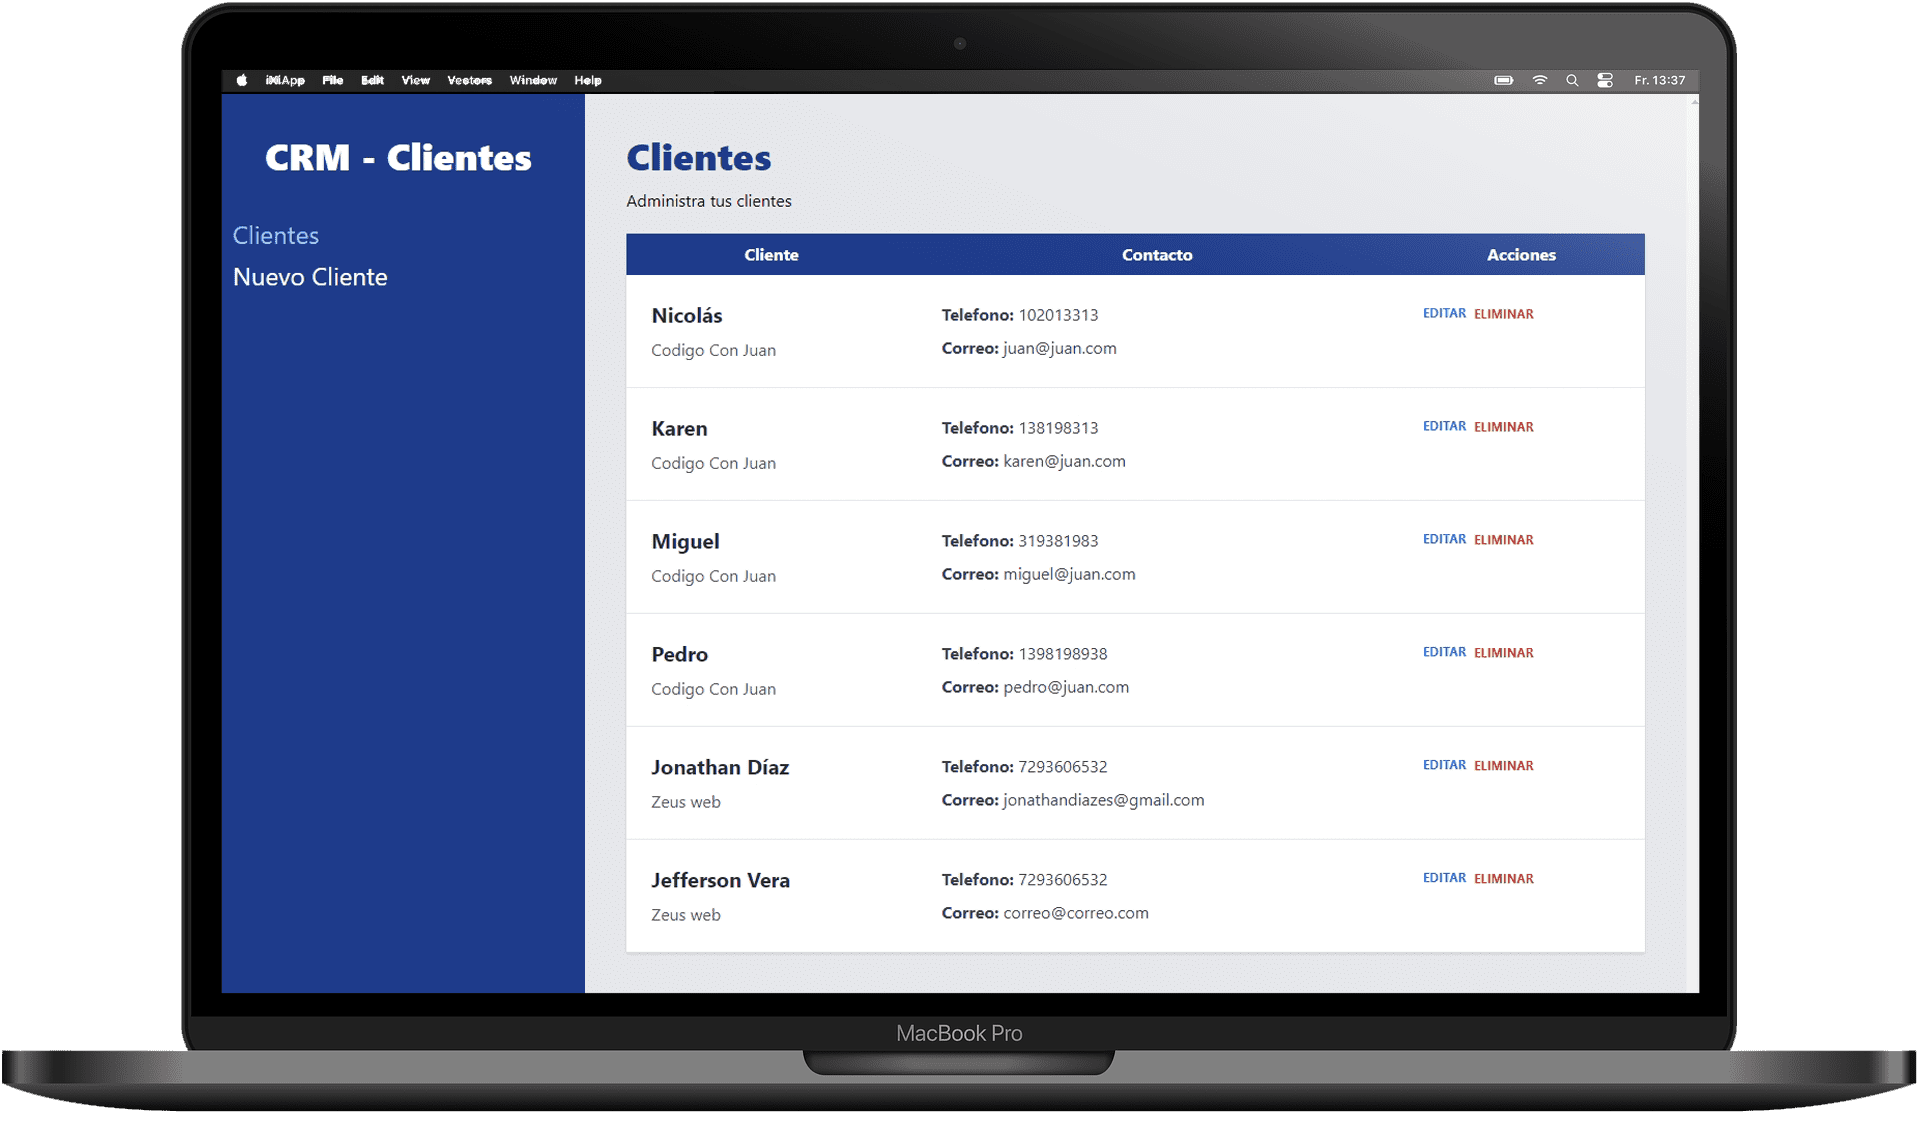 File Edit View Window Help Fr. 13:37
CRM - Clientes
Clientes
Nuevo Cliente
Clientes
Administra tus clientes
Cliente Contacto Acciones
Nicolás Telefono: 102013313 EDITAR ELIMINAR
Codigo Con Juan Correo: juan@juan.com
Karen Telefono: 138198313 EDITAR ELIMINAR
Codigo Con Juan Correo: karen@juan.com
Miguel Telefono: 319381983 EDITAR ELIMINAR
Codigo Con Juan Correo: miguel@juan.com
Pedro Telefono: 1398198938 EDITAR ELIMINAR
Codigo Con Juan Correo: pedro@juan.com
Jonathan Díaz Telefono: 7293606532 EDITAR ELIMINAR
Zeus web Correo: jonathandiazes@gmail.com
Jefferson Vera Telefono: 7293606532 EDITAR ELIMINAR
Zeus web Correo: correo@correo.com
MacBook Pro